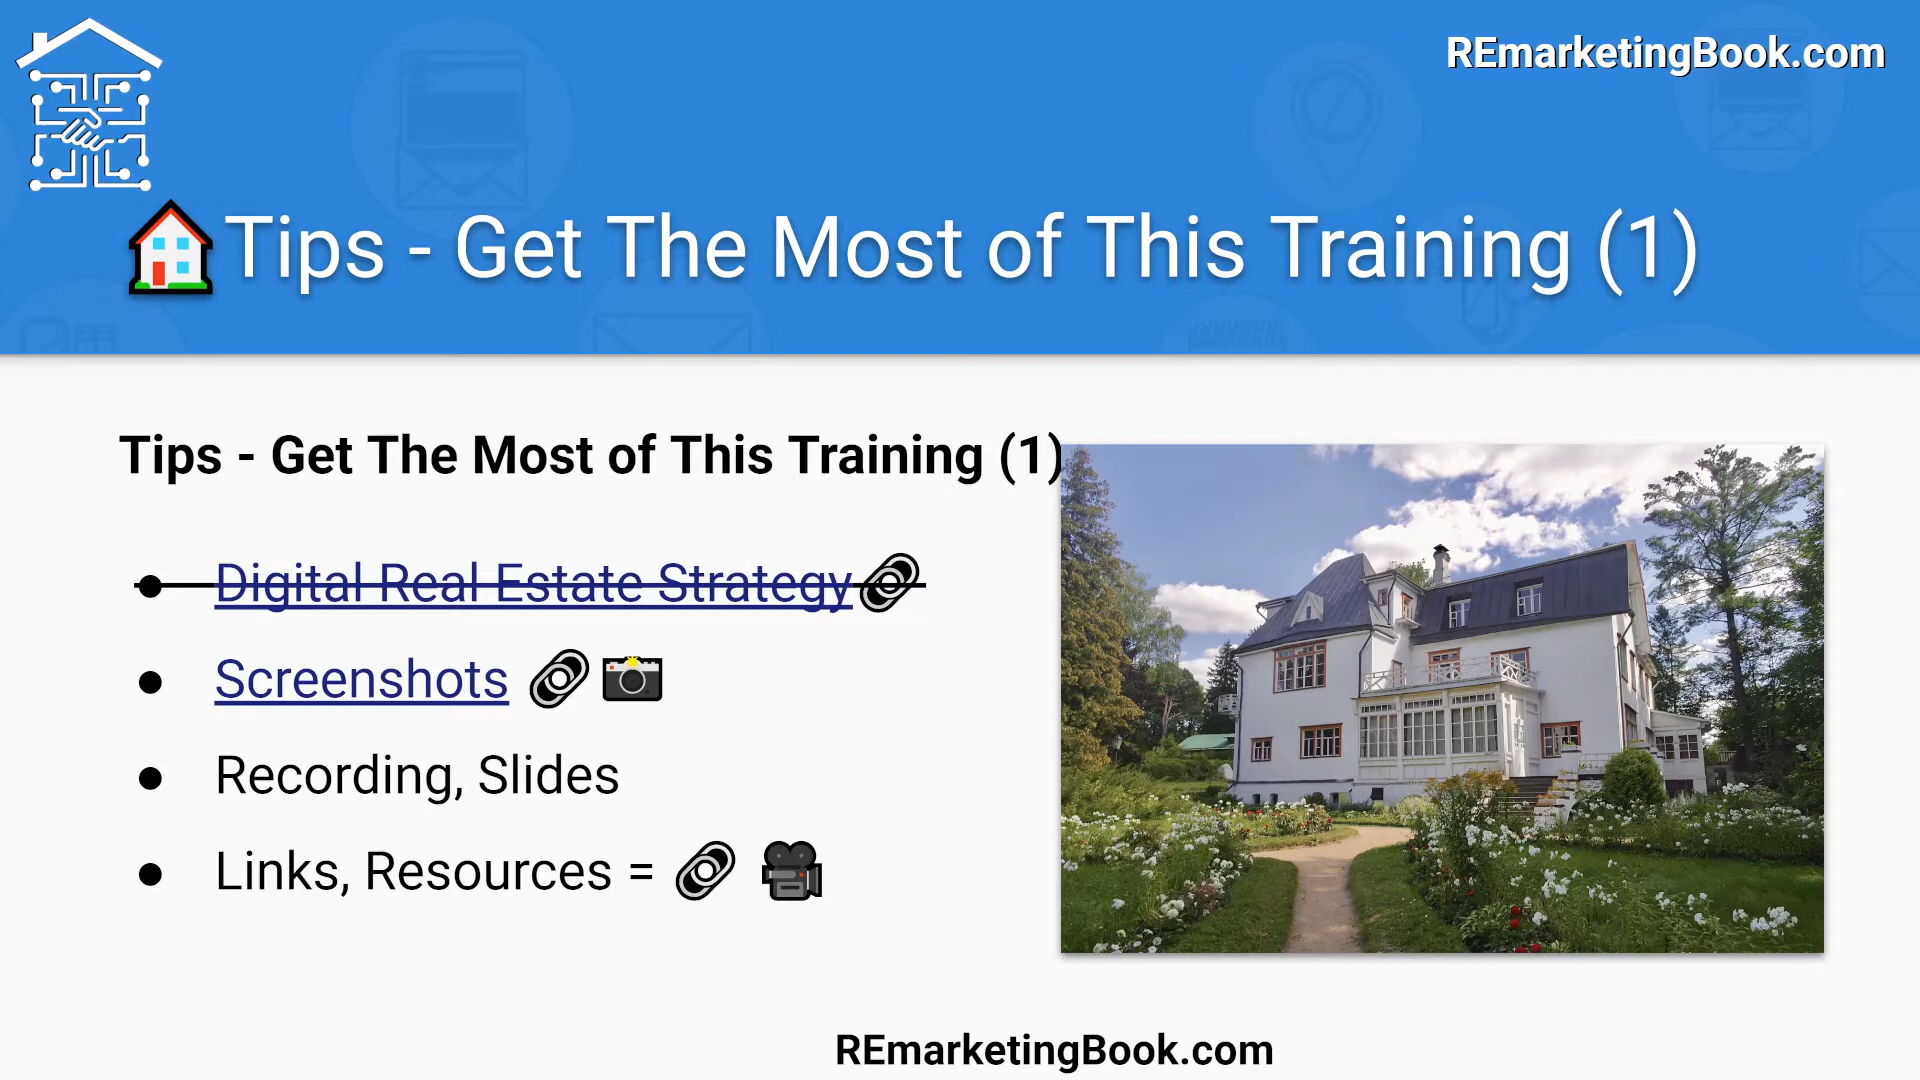 REmarketingBook.com
Tips - Get The Most of This Training (1)
Tips - Get The Most of This Training (1)
Digital Real Estate Strategy
Screenshots
Recording, Slides
Links, Resources =
REmarketingBook.com